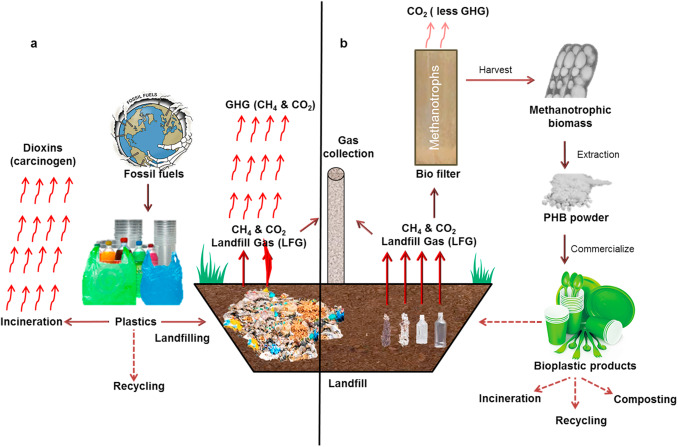 a
FOSSIL FUELS
Dioxins
(carcinogen)
Fossil fuels
GHG (CH₄ & CO₂)
CH₄ & CO₂
Landfill Gas (LFG)
Incineration
Plastics
Landfilling
Recycling
Gas
collection
Landfill
b
CO₂ ( less GHG)
Methanotrophs
Bio filter
Harvest
Methanotrophic
biomass
Extraction
PHB powder
Commercialize
CH₄ & CO₂
Landfill Gas (LFG)
Bioplastic products
Incineration
Composting
Recycling